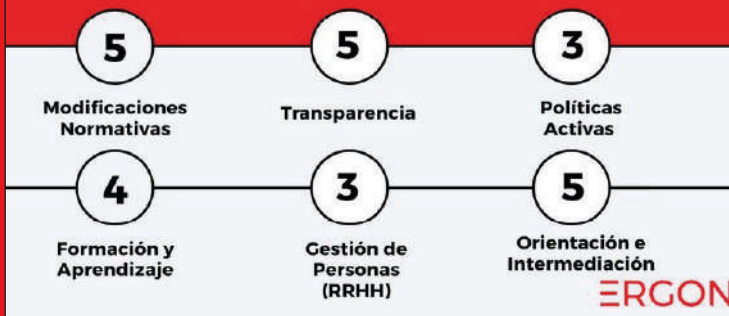 5
5
3
Modificaciones
Normativas
Transparencia
Políticas
Activas
4
3
5
Formación y
Aprendizaje
Gestión de
Personas
(RRHH)
Orientación e
Intermediación
ERGON